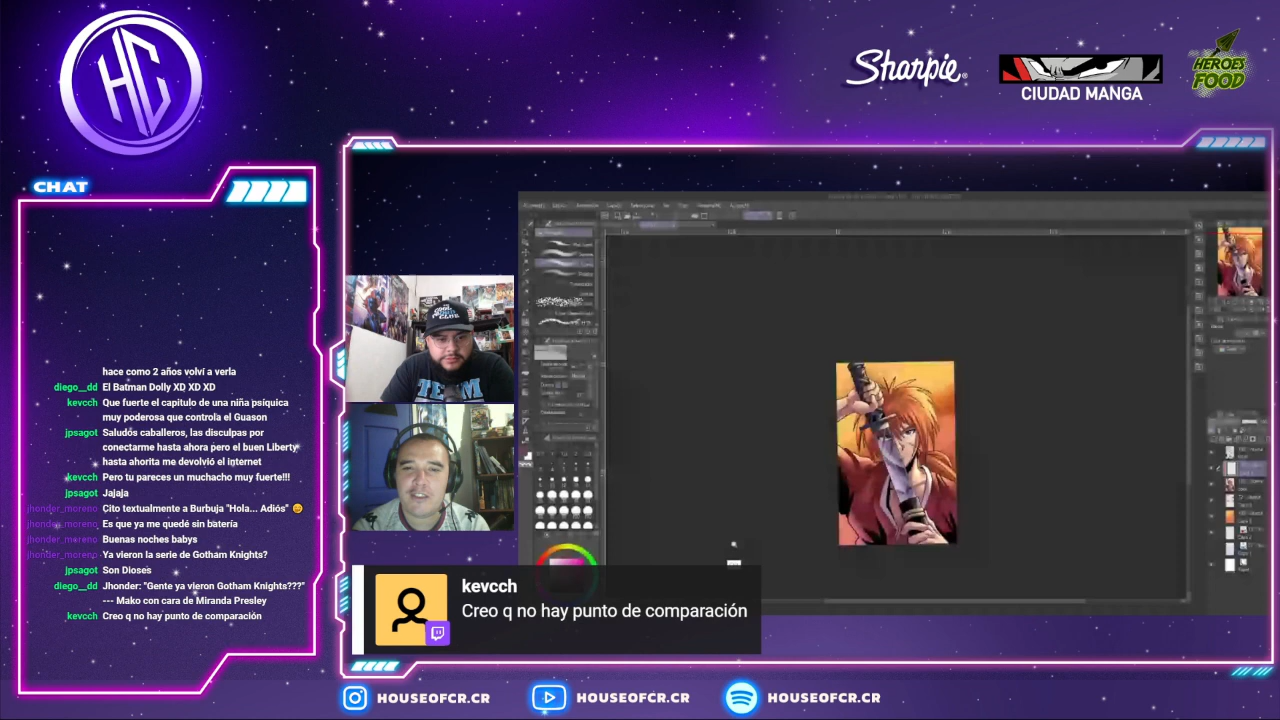 HC
Sharpie®
CIUDAD MANGA
HEROES
FOOD
CHAT
hace como 2 años volví a verla
diego__dd El Batman Dolly XD XD XD
kevcch Que fuerte el capitulo de una niña psiquica
muy poderosa que controla el Guason
jpsagot Saludos caballeros, las disculpas por
conectarme hasta ahora pero el buen Liberty
hasta ahorita me devolvió el internet
kevcch Pero tu pareces un muchacho muy fuerte!!!
jpsagot Jajaja
jhonder_moreno Cito textualmente a Burbuja "Hola... Adiós" 😊
jhonder_moreno Es que ya me quedé sin batería
jhonder_moreno Buenas noches babys
jhonder_moreno Ya vieron la serie de Gotham Knights?
jpsagot Son Dioses
diego__dd Jhonder: "Gente ya vieron Gotham Knights???"
--- Mako con cara de Miranda Presley
kevcch Creo q no hay punto de comparación
TEAM
kevcch
Creo q no hay punto de comparación
HOUSEOFCR.CR
HOUSEOFCR.CR
HOUSEOFCR.CR